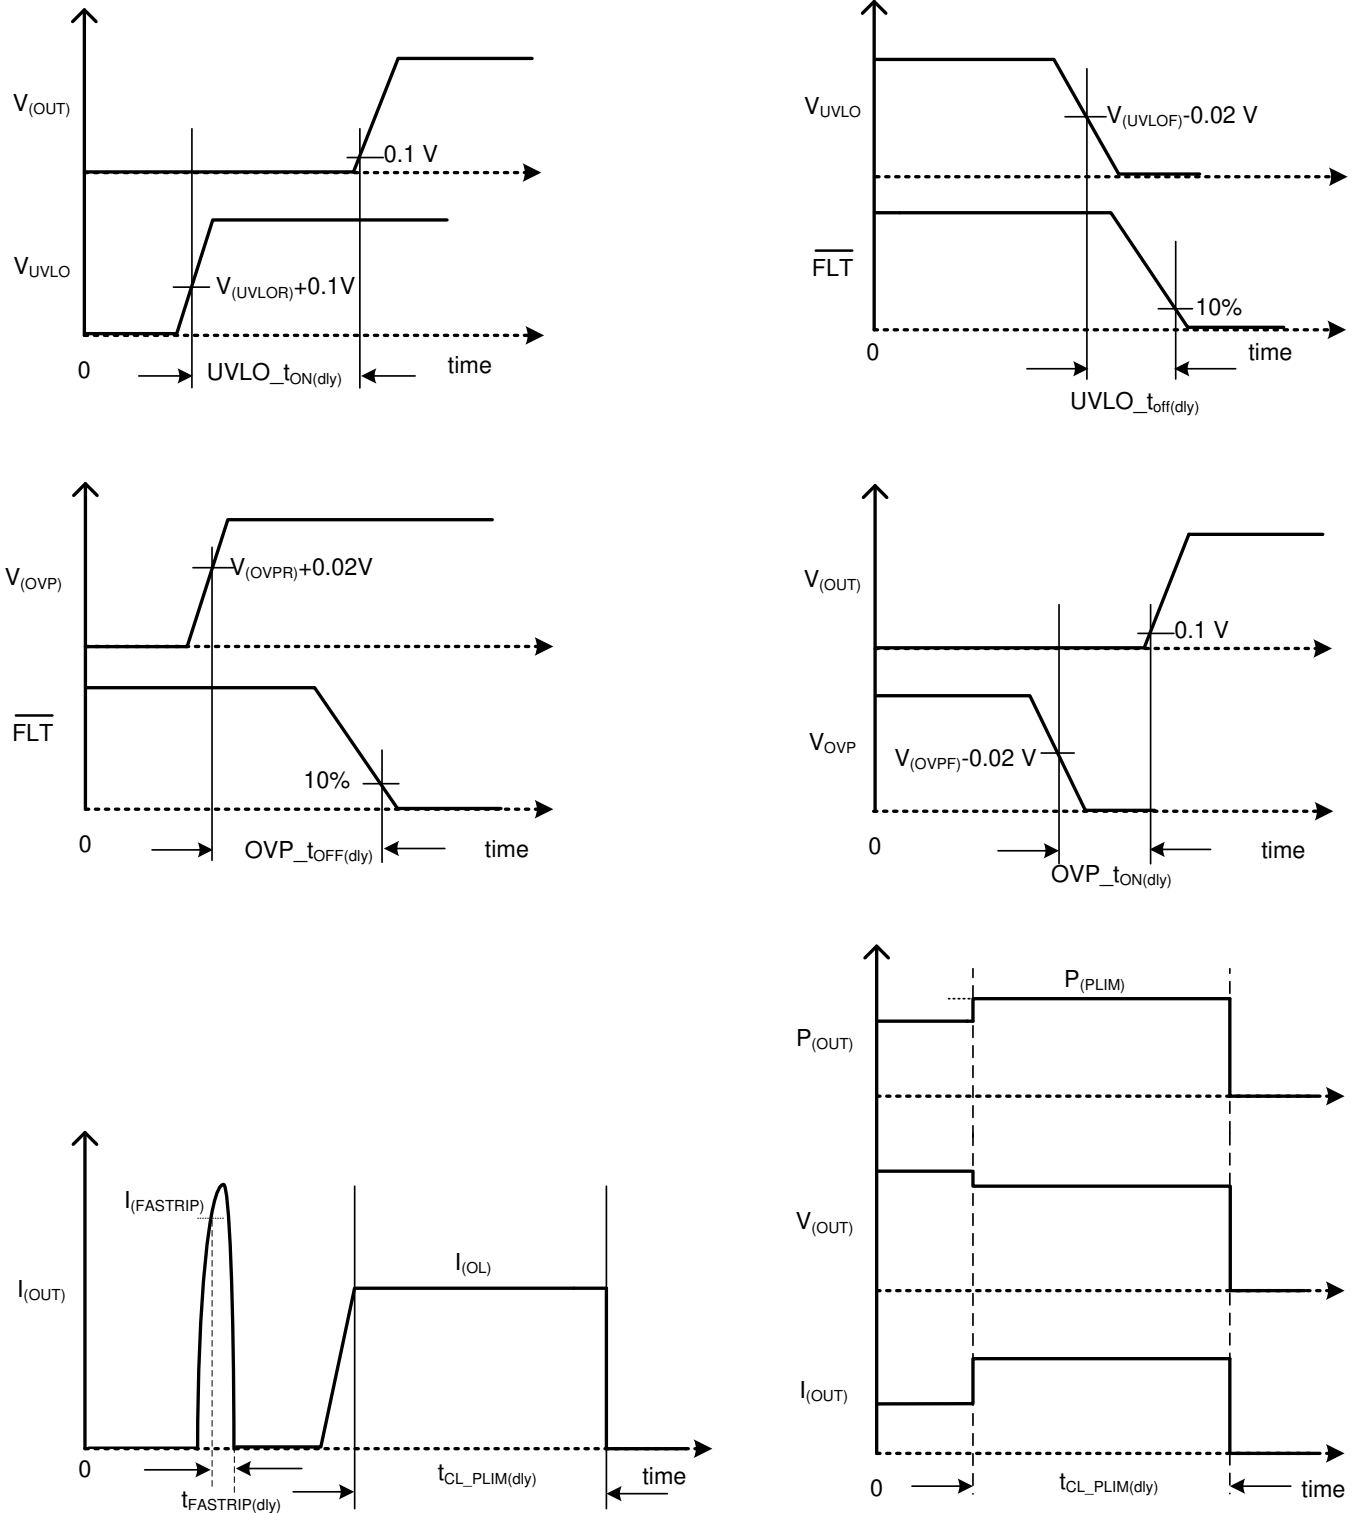 V(OUT)
0.1 V
VUVLO
V(UVLOR)+0.1V
0
UVLO_tON(dly)
time
VUVLO
V(UVLOF)-0.02 V
FLT
10%
0
time
UVLO_toff(dly)
V(OVP)
V(OVPR)+0.02V
FLT
10%
0
OVP_tOFF(dly)
time
V(OUT)
0.1 V
VOVP
V(OVPF)-0.02 V
0
time
OVP_tON(dly)
I(FASTRIP)
I(OL)
I(OUT)
0
tCL_PLIM(dly)
time
tFASTRIP(dly)
P(PLIM)
P(OUT)
V(OUT)
I(OUT)
0
tCL_PLIM(dly)
time